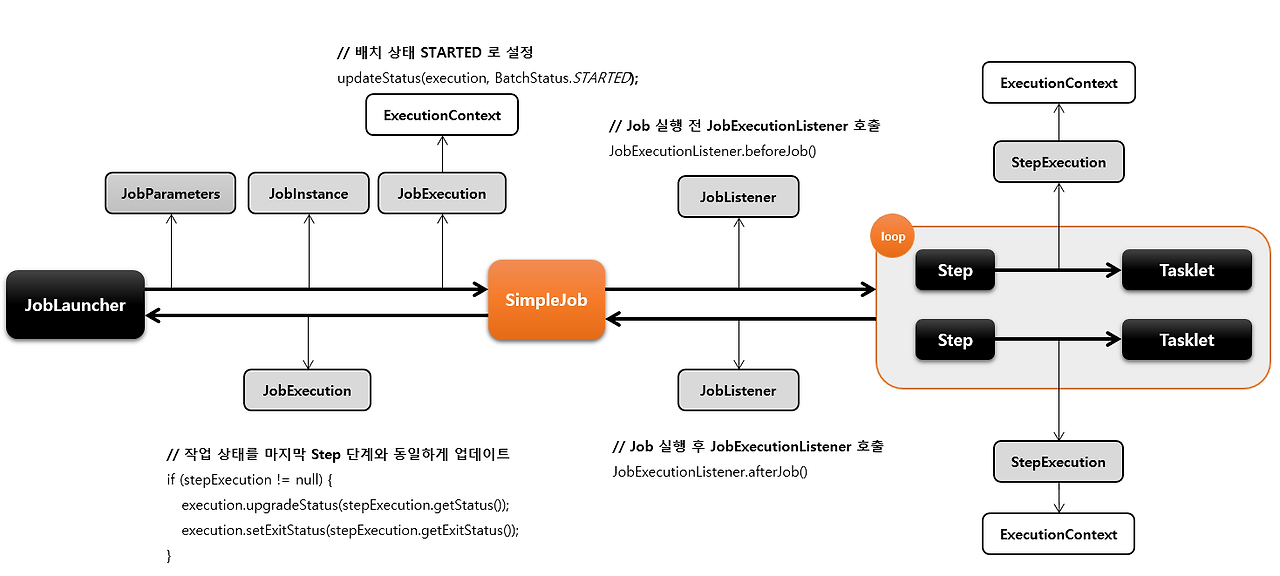 // 배치 상태 STARTED 로 설정
updateStatus(execution, BatchStatus.STARTED);
ExecutionContext
JobParameters
JobInstance
JobExecution
// Job 실행 전 JobExecutionListener 호출
JobExecutionListener.beforeJob()
JobListener
ExecutionContext
StepExecution
loop
JobLauncher
SimpleJob
Step
Tasklet
Step
Tasklet
JobExecution
JobListener
// 작업 상태를 마지막 Step 단계와 동일하게 업데이트
if (stepExecution != null) {
execution.upgradeStatus(stepExecution.getStatus());
execution.setExitStatus(stepExecution.getExitStatus());
}
// Job 실행 후 JobExecutionListener 호출
JobExecutionListener.afterJob()
StepExecution
ExecutionContext